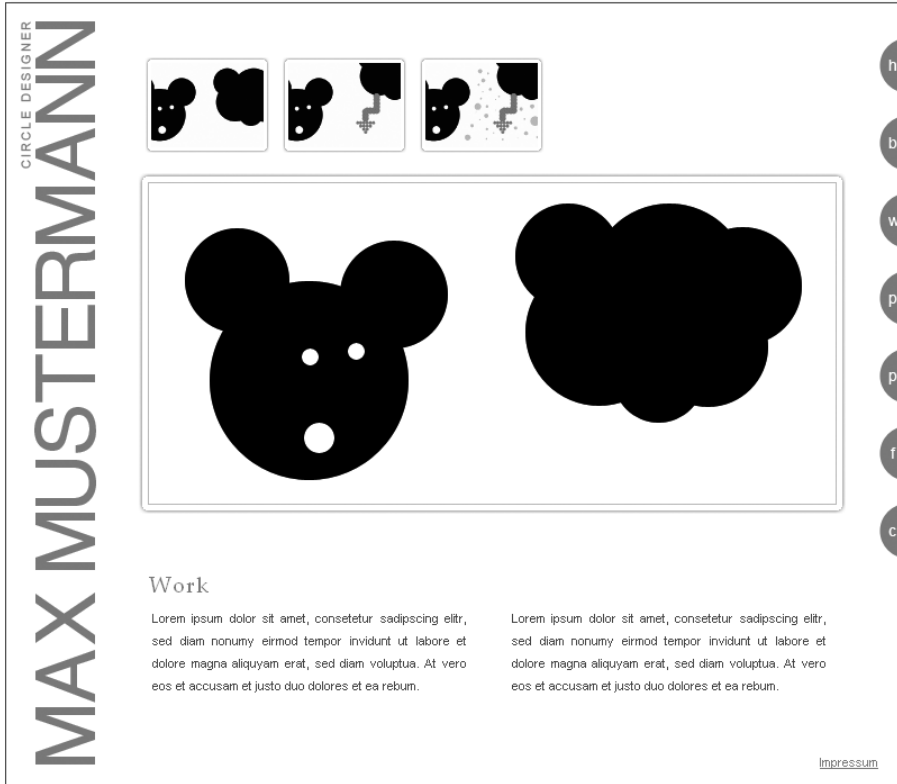 CIRCLE DESIGNER
MAX MUSTERMANN
h
b
w
p
p
f
c
Work
Lorem ipsum dolor sit amet, consetetur sadipscing elitr,
sed diam nonumy eirmod tempor invidunt ut labore et
dolore magna aliquyam erat, sed diam voluptua. At vero
eos et accusam et justo duo dolores et ea rebum.
Lorem ipsum dolor sit amet, consetetur sadipscing elitr,
sed diam nonumy eirmod tempor invidunt ut labore et
dolore magna aliquyam erat, sed diam voluptua. At vero
eos et accusam et justo duo dolores et ea rebum.
Impressum